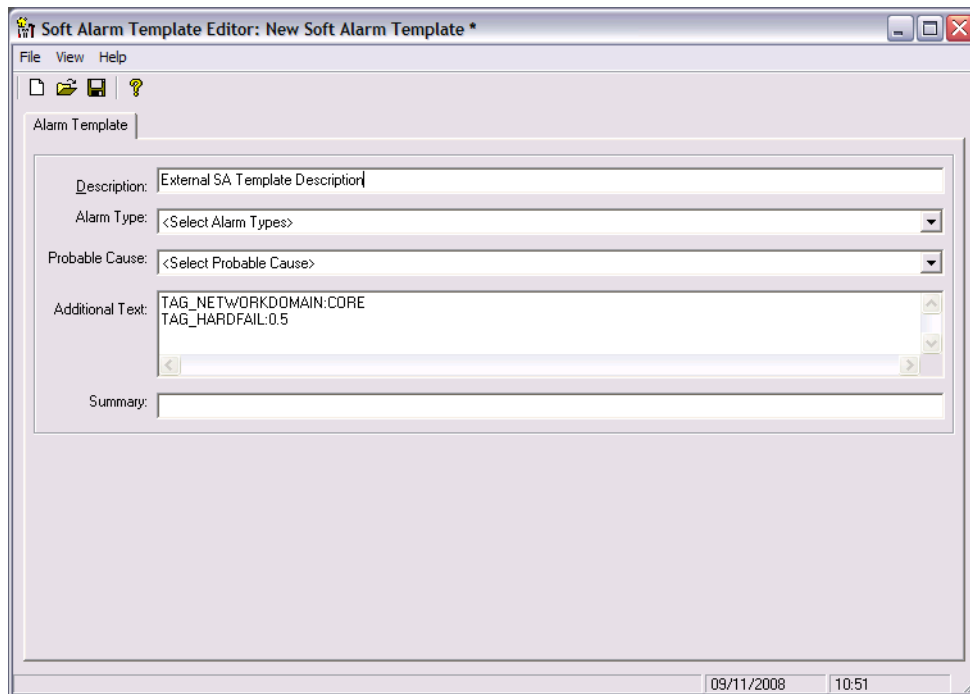 Soft Alarm Template Editor: New Soft Alarm Template *
File View Help
Alarm Template
Description: External SA Template Description
Alarm Type: <Select Alarm Types>
Probable Cause: <Select Probable Cause>
Additional Text: TAG_NETWORKDOMAIN:CORE
TAG_HARDFAIL:0.5
Summary:
09/11/2008 10:51